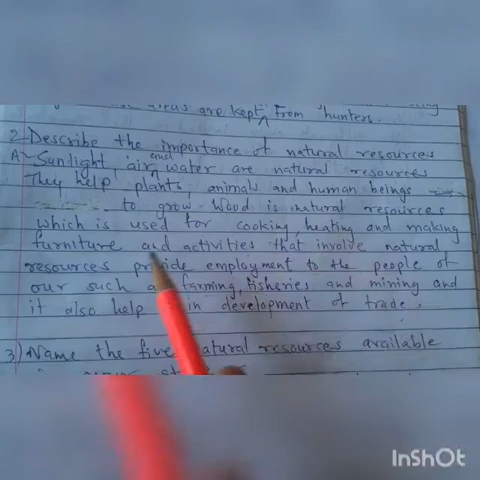 are kept from hunters.
2 Describe the importance of natural resources
A~ Sunlight, air and water are natural resources
They help plants, animals and human beings
to grow Wood is natural resources
which is used for cooking, heating and making
furniture and activities that involve natural
resources provide employment to the people of
our such farming, fisheries and mining and
it also help in development of trade.
3) Name the five natural resources available
InShOt